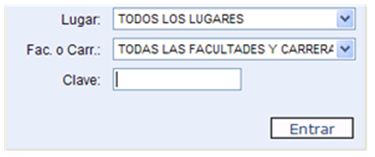 Lugar: TODOS LOS LUGARES
Fac. o Carr.: TODAS LAS FACULTADES Y CARRERA
Clave:
Entrar